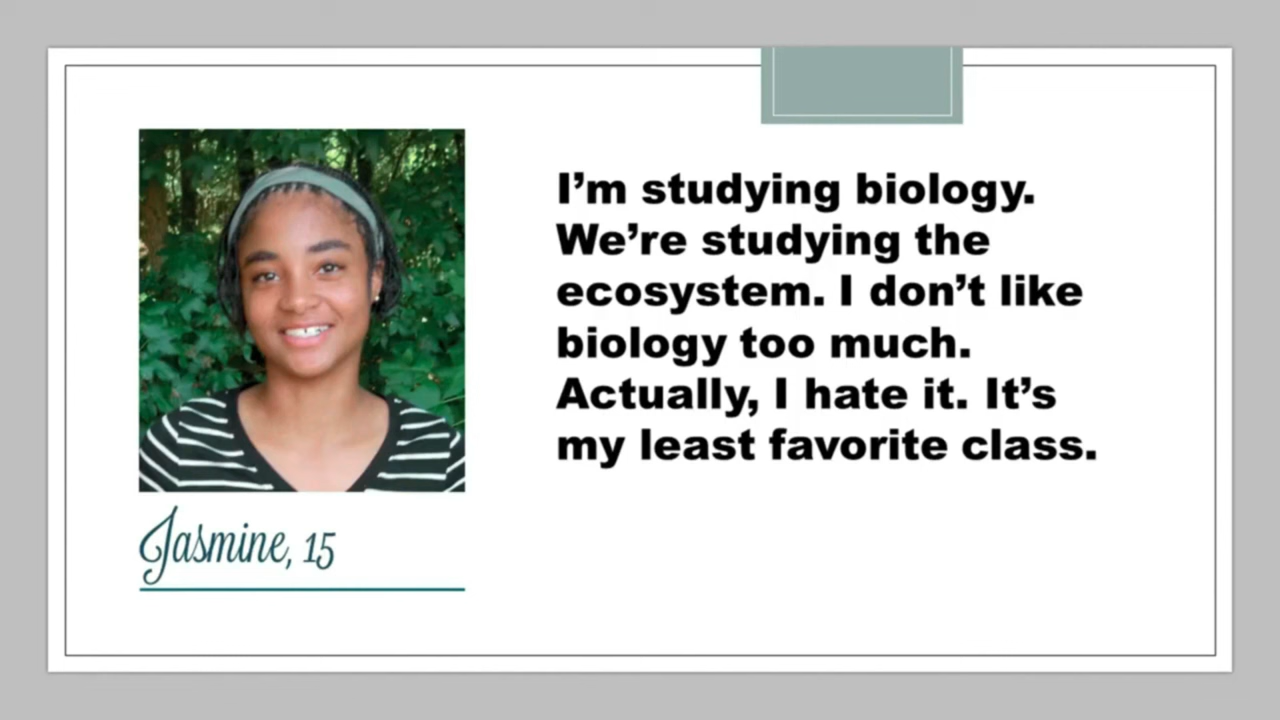 I’m studying biology.
We’re studying the
ecosystem. I don’t like
biology too much.
Actually, I hate it. It’s
my least favorite class.
Jasmine, 15